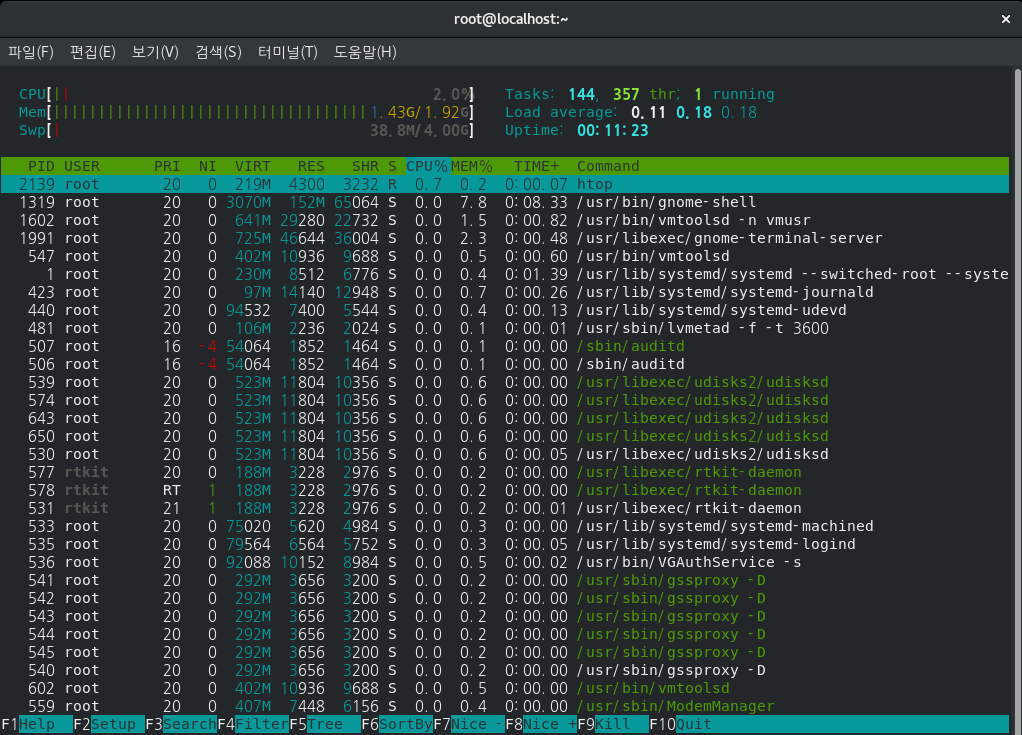 root@localhost:~
파일(F) 편집(E) 보기(V) 검색(S) 터미널(T) 도움말(H)
CPU[|| 2.0%] Tasks: 144, 357 thr; 1 running
Mem[|||||||||||||||||||||||||||||||||||1.43G/1.92G] Load average: 0.11 0.18 0.18
Swp[| 38.8M/4.00G] Uptime: 00:11:23
PID USER PRI NI VIRT RES SHR S CPU% MEM% TIME+ Command
2139 root 20 0 219M 4300 3232 R 0.7 0.2 0:00.07 htop
1319 root 20 0 3070M 152M 65064 S 0.0 7.8 0:08.33 /usr/bin/gnome-shell
1602 root 20 0 641M 29280 22732 S 0.0 1.5 0:00.82 /usr/bin/vmtoolsd -n vmusr
1991 root 20 0 725M 46644 36004 S 0.0 2.3 0:00.48 /usr/libexec/gnome-terminal-server
547 root 20 0 402M 10936 9688 S 0.0 0.5 0:00.60 /usr/bin/vmtoolsd
1 root 20 0 230M 8512 6776 S 0.0 0.4 0:01.39 /usr/lib/systemd/systemd --switched-root --syste
423 root 20 0 97M 14140 12948 S 0.0 0.7 0:00.26 /usr/lib/systemd/systemd-journald
440 root 20 0 94532 7400 5544 S 0.0 0.4 0:00.13 /usr/lib/systemd/systemd-udevd
481 root 20 0 106M 2236 2024 S 0.0 0.1 0:00.01 /usr/sbin/lvmetad -f -t 3600
507 root 16 -4 54064 1852 1464 S 0.0 0.1 0:00.00 /sbin/auditd
506 root 16 -4 54064 1852 1464 S 0.0 0.1 0:00.00 /sbin/auditd
539 root 20 0 523M 11804 10356 S 0.0 0.6 0:00.00 /usr/libexec/udisks2/udisksd
574 root 20 0 523M 11804 10356 S 0.0 0.6 0:00.00 /usr/libexec/udisks2/udisksd
643 root 20 0 523M 11804 10356 S 0.0 0.6 0:00.00 /usr/libexec/udisks2/udisksd
650 root 20 0 523M 11804 10356 S 0.0 0.6 0:00.00 /usr/libexec/udisks2/udisksd
530 root 20 0 523M 11804 10356 S 0.0 0.6 0:00.05 /usr/libexec/udisks2/udisksd
577 rtkit 20 0 188M 3228 2976 S 0.0 0.2 0:00.00 /usr/libexec/rtkit-daemon
578 rtkit RT 1 188M 3228 2976 S 0.0 0.2 0:00.00 /usr/libexec/rtkit-daemon
531 rtkit 21 1 188M 3228 2976 S 0.0 0.2 0:00.01 /usr/libexec/rtkit-daemon
533 root 20 0 75020 5620 4984 S 0.0 0.3 0:00.00 /usr/lib/systemd/systemd-machined
535 root 20 0 79564 6564 5752 S 0.0 0.3 0:00.05 /usr/lib/systemd/systemd-logind
536 root 20 0 92088 10152 8984 S 0.0 0.5 0:00.02 /usr/bin/VGAuthService -s
541 root 20 0 292M 3656 3200 S 0.0 0.2 0:00.00 /usr/sbin/gssproxy -D
542 root 20 0 292M 3656 3200 S 0.0 0.2 0:00.00 /usr/sbin/gssproxy -D
543 root 20 0 292M 3656 3200 S 0.0 0.2 0:00.00 /usr/sbin/gssproxy -D
544 root 20 0 292M 3656 3200 S 0.0 0.2 0:00.00 /usr/sbin/gssproxy -D
545 root 20 0 292M 3656 3200 S 0.0 0.2 0:00.00 /usr/sbin/gssproxy -D
540 root 20 0 292M 3656 3200 S 0.0 0.2 0:00.00 /usr/sbin/gssproxy -D
602 root 20 0 402M 10936 9688 S 0.0 0.5 0:00.00 /usr/bin/vmtoolsd
559 root 20 0 407M 7448 6156 S 0.0 0.4 0:00.00 /usr/sbin/ModemManager
F1Help F2Setup F3SearchF4FilterF5Tree F6SortByF7Nice -F8Nice +F9Kill F10Quit